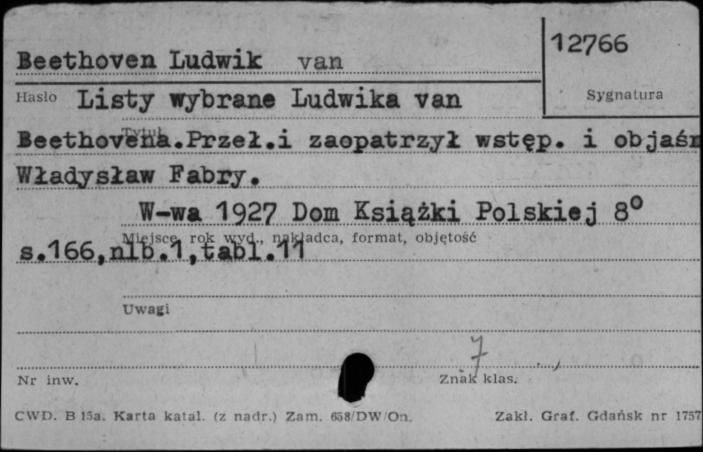 Beethoven Ludwik van
12766
Sygnatura
Hasło Listy wybrane Ludwika van
Tytuł
Beethovena.Przeł.i zaopatrzył wstęp. i objaśn
Władysław Fabry.
W-wa 1927 Dom Książki Polskiej 8°
Miejsce, rok wyd., nakładca, format, objętość
s.166,nlb.1,tabl.11
Uwagi
7
Nr inw.
Znak klas.
CWD. B 15a. Karta katal. (z nadr.) Zam. 658/DW/On. Zakł. Graf. Gdańsk nr 1757